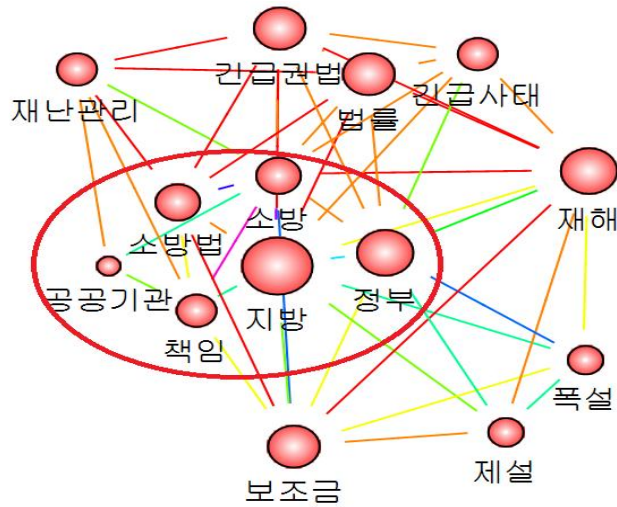 긴급권법
재난관리
법률
긴급사태
소방
재해
소방법
공공기관
지방
정부
책임
폭설
제설
보조금